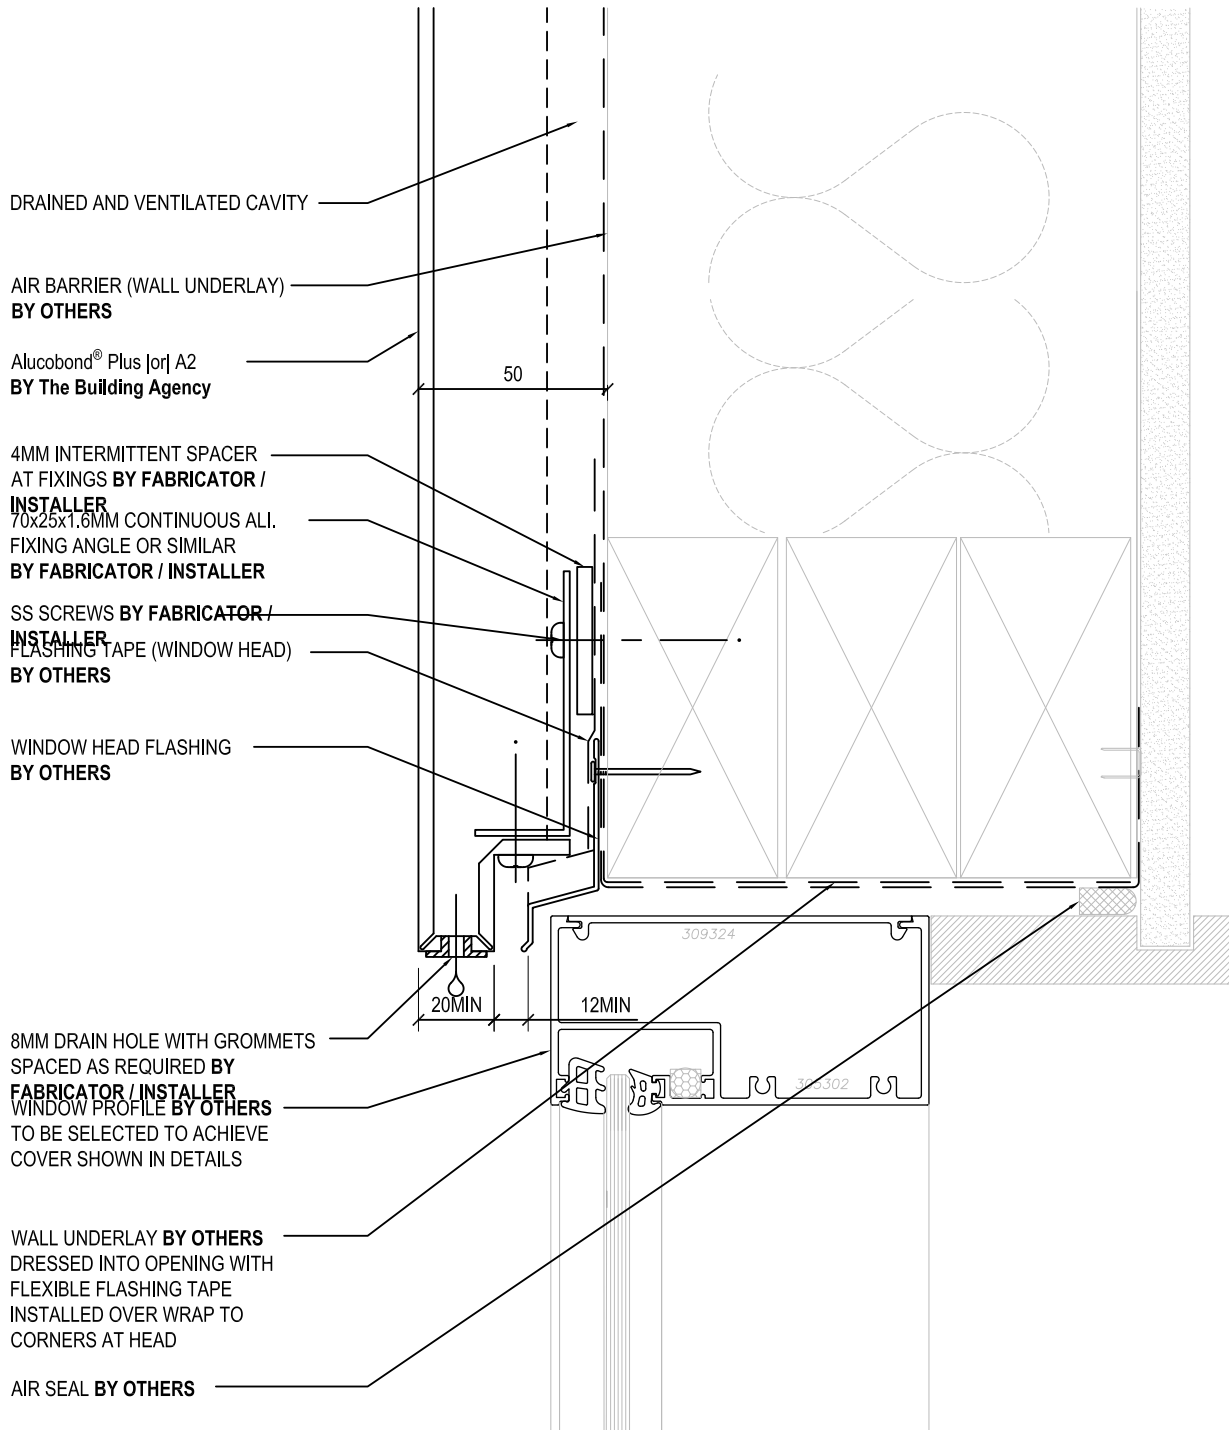 DRAINED AND VENTILATED CAVITY
AIR BARRIER (WALL UNDERLAY)
BY OTHERS
Alucobond® Plus |or| A2
BY The Building Agency
50
4MM INTERMITTENT SPACER
AT FIXINGS BY FABRICATOR /
INSTALLER
70x25x1.6MM CONTINUOUS ALI.
FIXING ANGLE OR SIMILAR
BY FABRICATOR / INSTALLER
SS SCREWS BY FABRICATOR /
INSTALLER
FLASHING TAPE (WINDOW HEAD)
BY OTHERS
WINDOW HEAD FLASHING
BY OTHERS
309324
20MIN
12MIN
305302
8MM DRAIN HOLE WITH GROMMETS
SPACED AS REQUIRED BY
FABRICATOR / INSTALLER
WINDOW PROFILE BY OTHERS
TO BE SELECTED TO ACHIEVE
COVER SHOWN IN DETAILS
WALL UNDERLAY BY OTHERS
DRESSED INTO OPENING WITH
FLEXIBLE FLASHING TAPE
INSTALLED OVER WRAP TO
CORNERS AT HEAD
AIR SEAL BY OTHERS